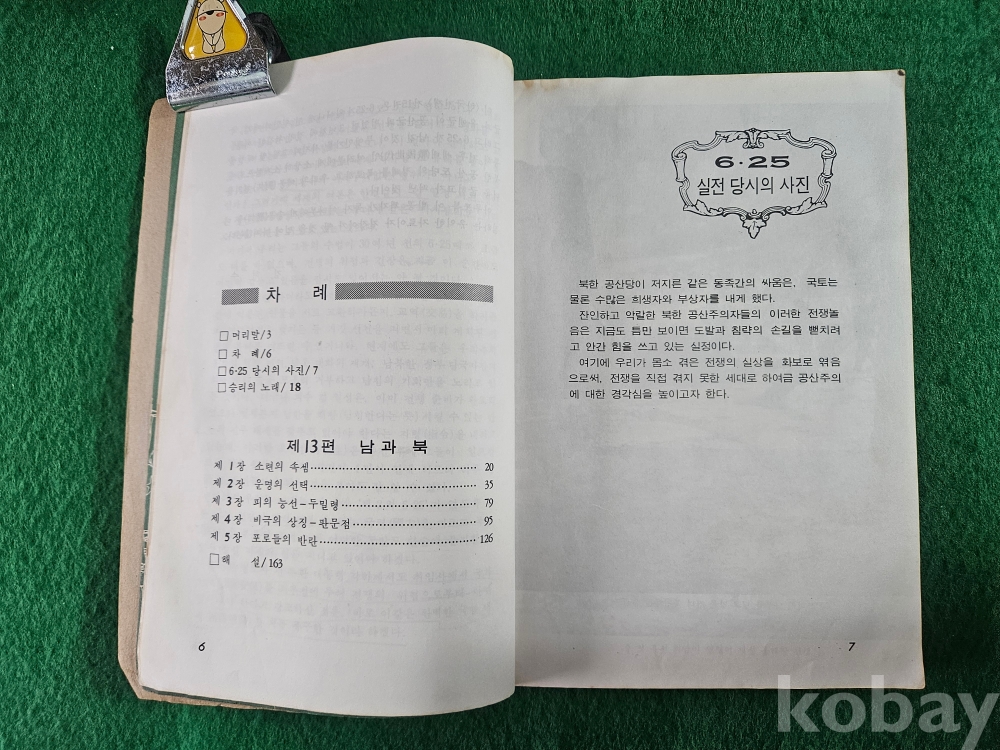 차 례
□ 머리말/3
□ 차 례/6
□ 6·25 당시의 사진/7
□ 승리의 노래/18
제13편 남과 북
제 1 장 소련의 속셈 20
제 2 장 운명의 선택 35
제 3 장 피의 능선-두밀령 79
제 4 장 비극의 상징-판문점 95
제 5 장 포로들의 반란 126
□ 해 설/163
6
6·25
실전 당시의 사진
북한 공산당이 저지른 같은 동족간의 싸움은, 국토는
물론 수많은 희생자와 부상자를 내게 했다.
잔인하고 악랄한 북한 공산주의자들의 이러한 전쟁놀
음은 지금도 틈만 보이면 도발과 침략의 손길을 뻗치려
고 안간 힘을 쓰고 있는 실정이다.
여기에 우리가 몸소 겪은 전쟁의 실상을 화보로 엮음
으로써, 전쟁을 직접 겪지 못한 세대로 하여금 공산주의
에 대한 경각심을 높이고자 한다.
7
kobay